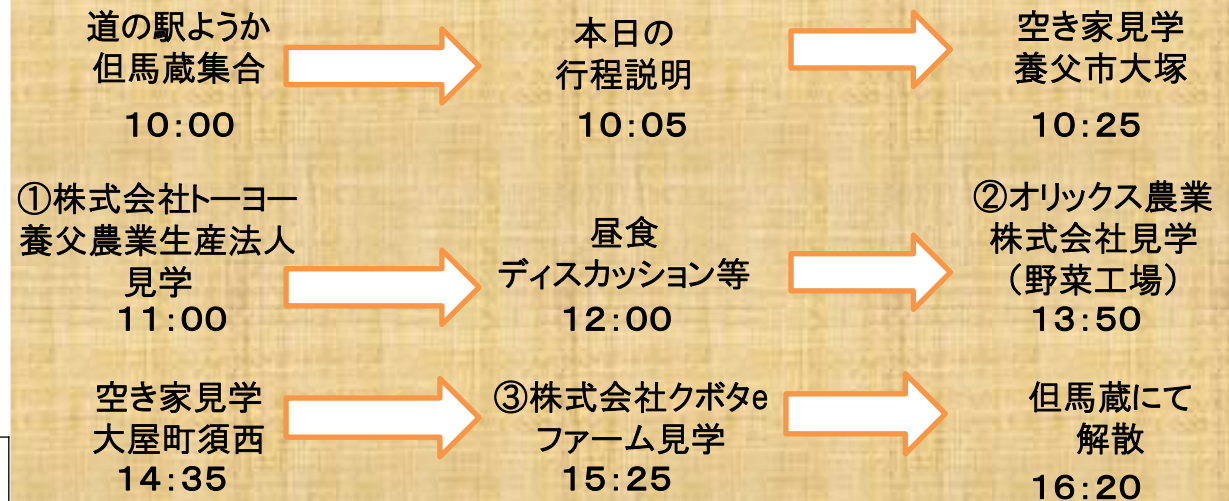 道の駅ようか
但馬蔵集合
10:00
本日の
行程説明
10:05
空き家見学
養父市大塚
10:25
①株式会社トーヨー
養父農業生産法人
見学
11:00
昼食
ディスカッション等
12:00
②オリックス農業
株式会社見学
(野菜工場)
13:50
空き家見学
大屋町須西
14:35
③株式会社クボタe
ファーム見学
15:25
但馬蔵にて
解散
16:20